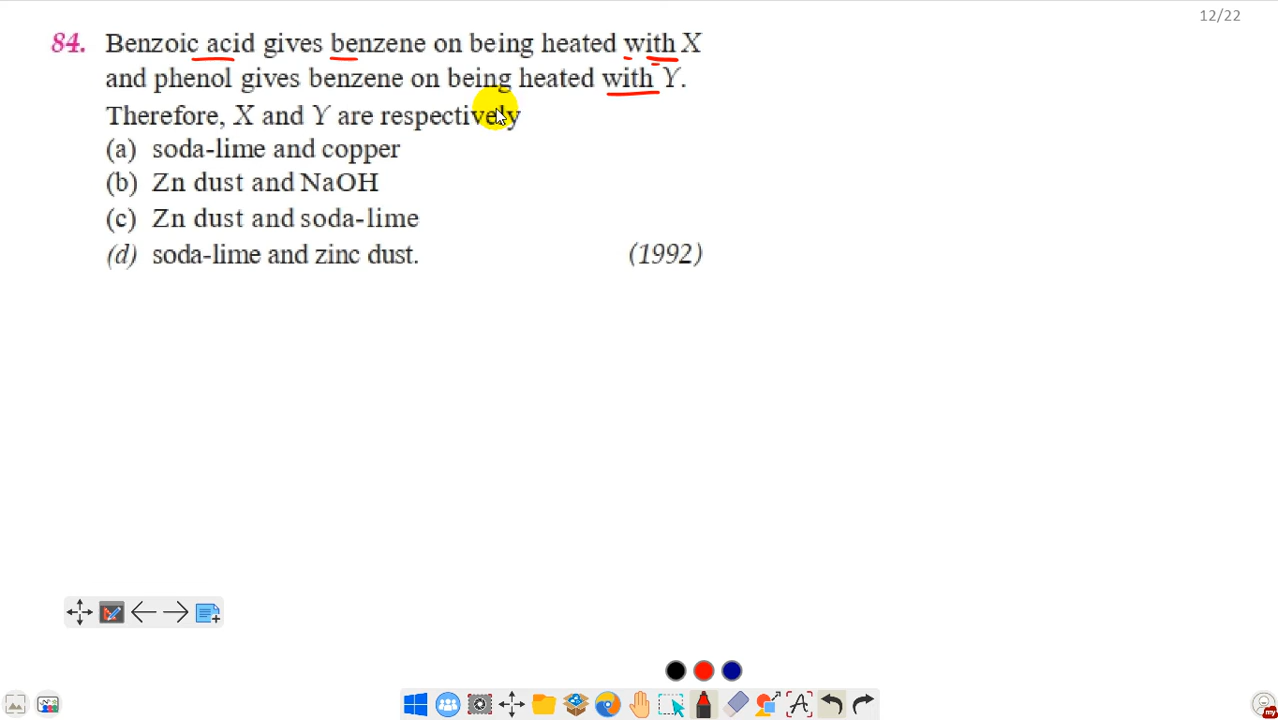 12/22
84. Benzoic acid gives benzene on being heated with X
and phenol gives benzene on being heated with Y.
Therefore, X and Y are respectively
(a) soda-lime and copper
(b) Zn dust and NaOH
(c) Zn dust and soda-lime
(d) soda-lime and zinc dust. (1992)